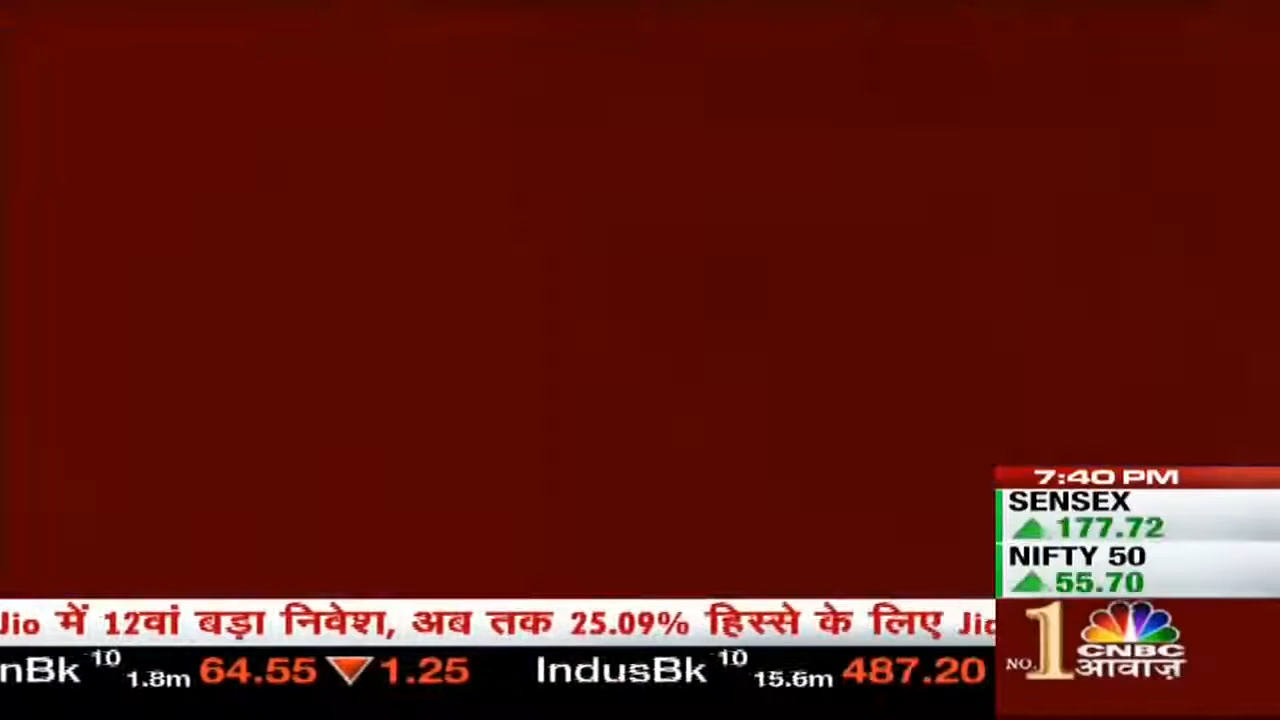 7:40 PM
SENSEX
177.72
NIFTY 50
55.70
Jio में 12वां बड़ा निवेश, अब तक 25.09% हिस्से के लिए
nBk 10 1.8m 64.55 1.25 IndusBk 10 15.6m 487.20
NO.1 CNBC
आवाज़